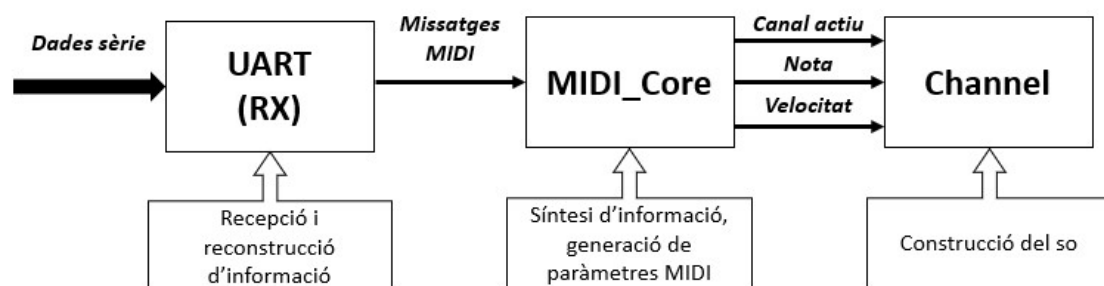 Dades sèrie
UART
(RX)
Missatges
MIDI
MIDI_Core
Canal actiu
Nota
Velocitat
Channel
Recepció i
reconstrucció
d'informació
Síntesi d'informació,
generació de
paràmetres MIDI
Construcció del so